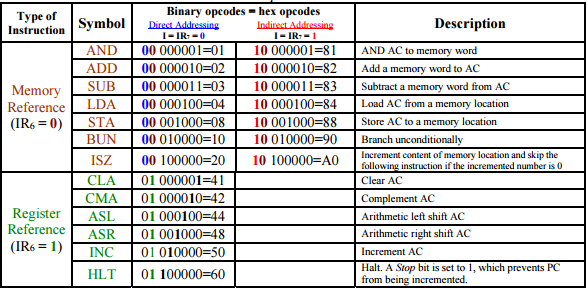 Type of Instruction Symbol Binary opcodes = hex opcodes Description
Direct Addressing Indirect Addressing
I = IR7 = 0 I = IR7 = 1
Memory Reference (IR6 = 0)
AND 00 000001=01 10 000001=81 AND AC to memory word
ADD 00 000010=02 10 000010=82 Add a memory word to AC
SUB 00 000011=03 10 000011=83 Subtract a memory word from AC
LDA 00 000100=04 10 000100=84 Load AC from a memory location
STA 00 001000=08 10 001000=88 Store AC to a memory location
BUN 00 010000=10 10 010000=90 Branch unconditionally
ISZ 00 100000=20 10 100000=A0 Increment content of memory location and skip the
following instruction if the incremented number is 0
Register Reference (IR6 = 1)
CLA 01 000001=41 Clear AC
CMA 01 000010=42 Complement AC
ASL 01 000100=44 Arithmetic left shift AC
ASR 01 001000=48 Arithmetic right shift AC
INC 01 010000=50 Increment AC
HLT 01 100000=60 Halt. A Stop bit is set to 1, which prevents PC
from being incremented.